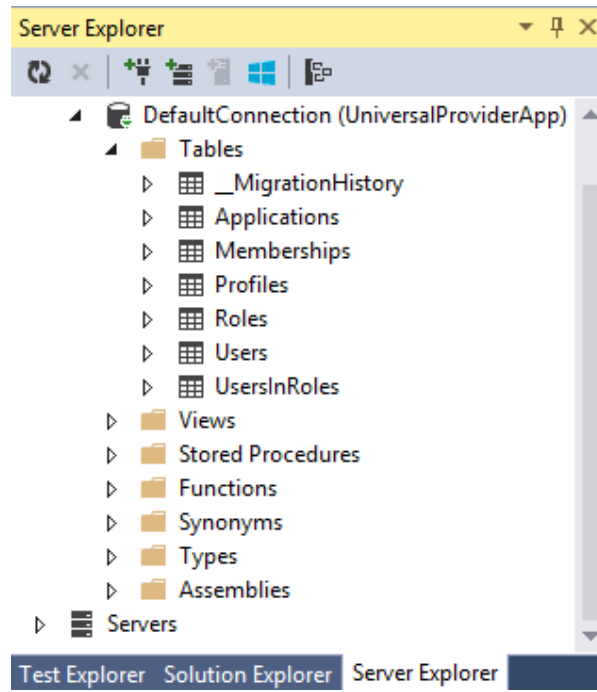 Server Explorer
DefaultConnection (UniversalProviderApp)
Tables
__MigrationHistory
Applications
Memberships
Profiles
Roles
Users
UsersInRoles
Views
Stored Procedures
Functions
Synonyms
Types
Assemblies
Servers
Test Explorer Solution Explorer Server Explorer